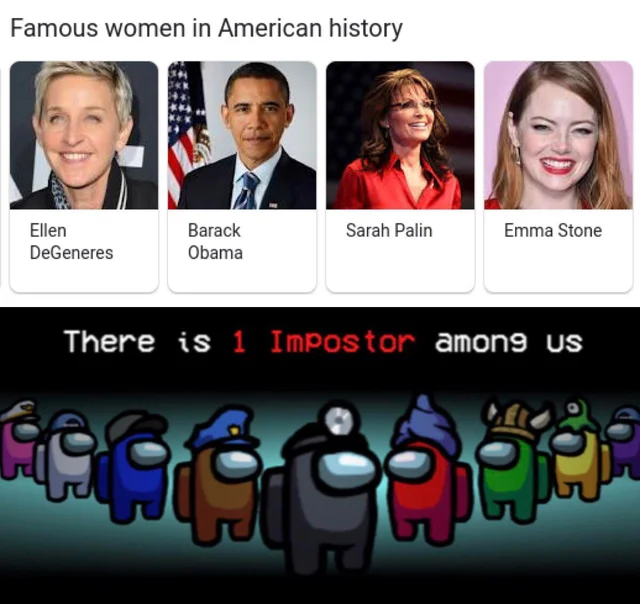 Famous women in American history
Ellen
DeGeneres
Barack
Obama
Sarah Palin
Emma Stone
There is 1 Impostor among us